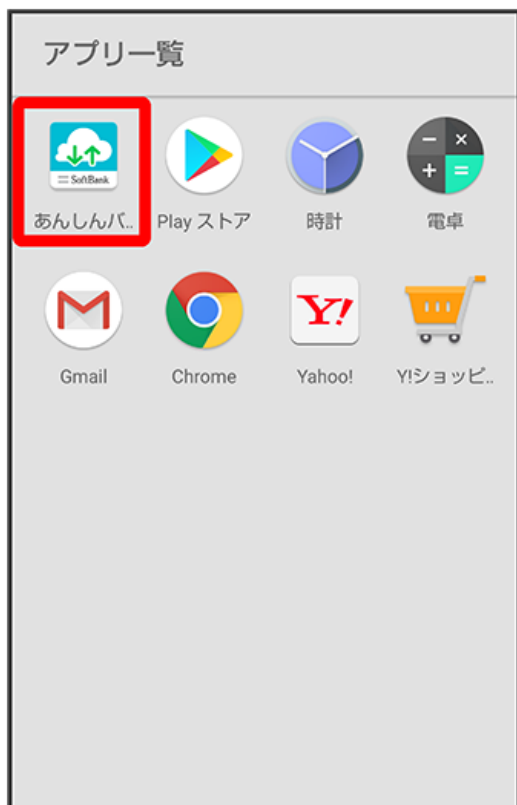 アプリ一覧
SoftBank
あんしんバ..
Play ストア
時計
電卓
Gmail
Chrome
Y!
Yahoo!
Y!ショッピ..